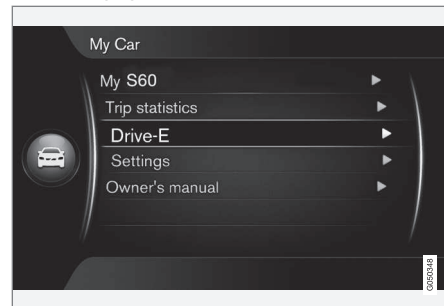 My Car
My S60
Trip statistics
Drive-E
Settings
Owner's manual
G050348